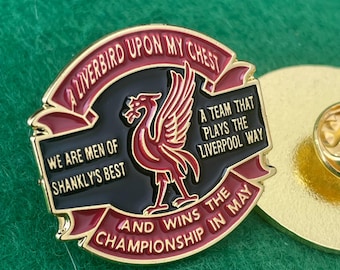 A LIVERBIRD UPON MY CHEST
WE ARE MEN OF
SHANKLY'S BEST
A TEAM THAT
PLAYS THE
LIVERPOOL WAY
AND WINS THE
CHAMPIONSHIP IN MAY